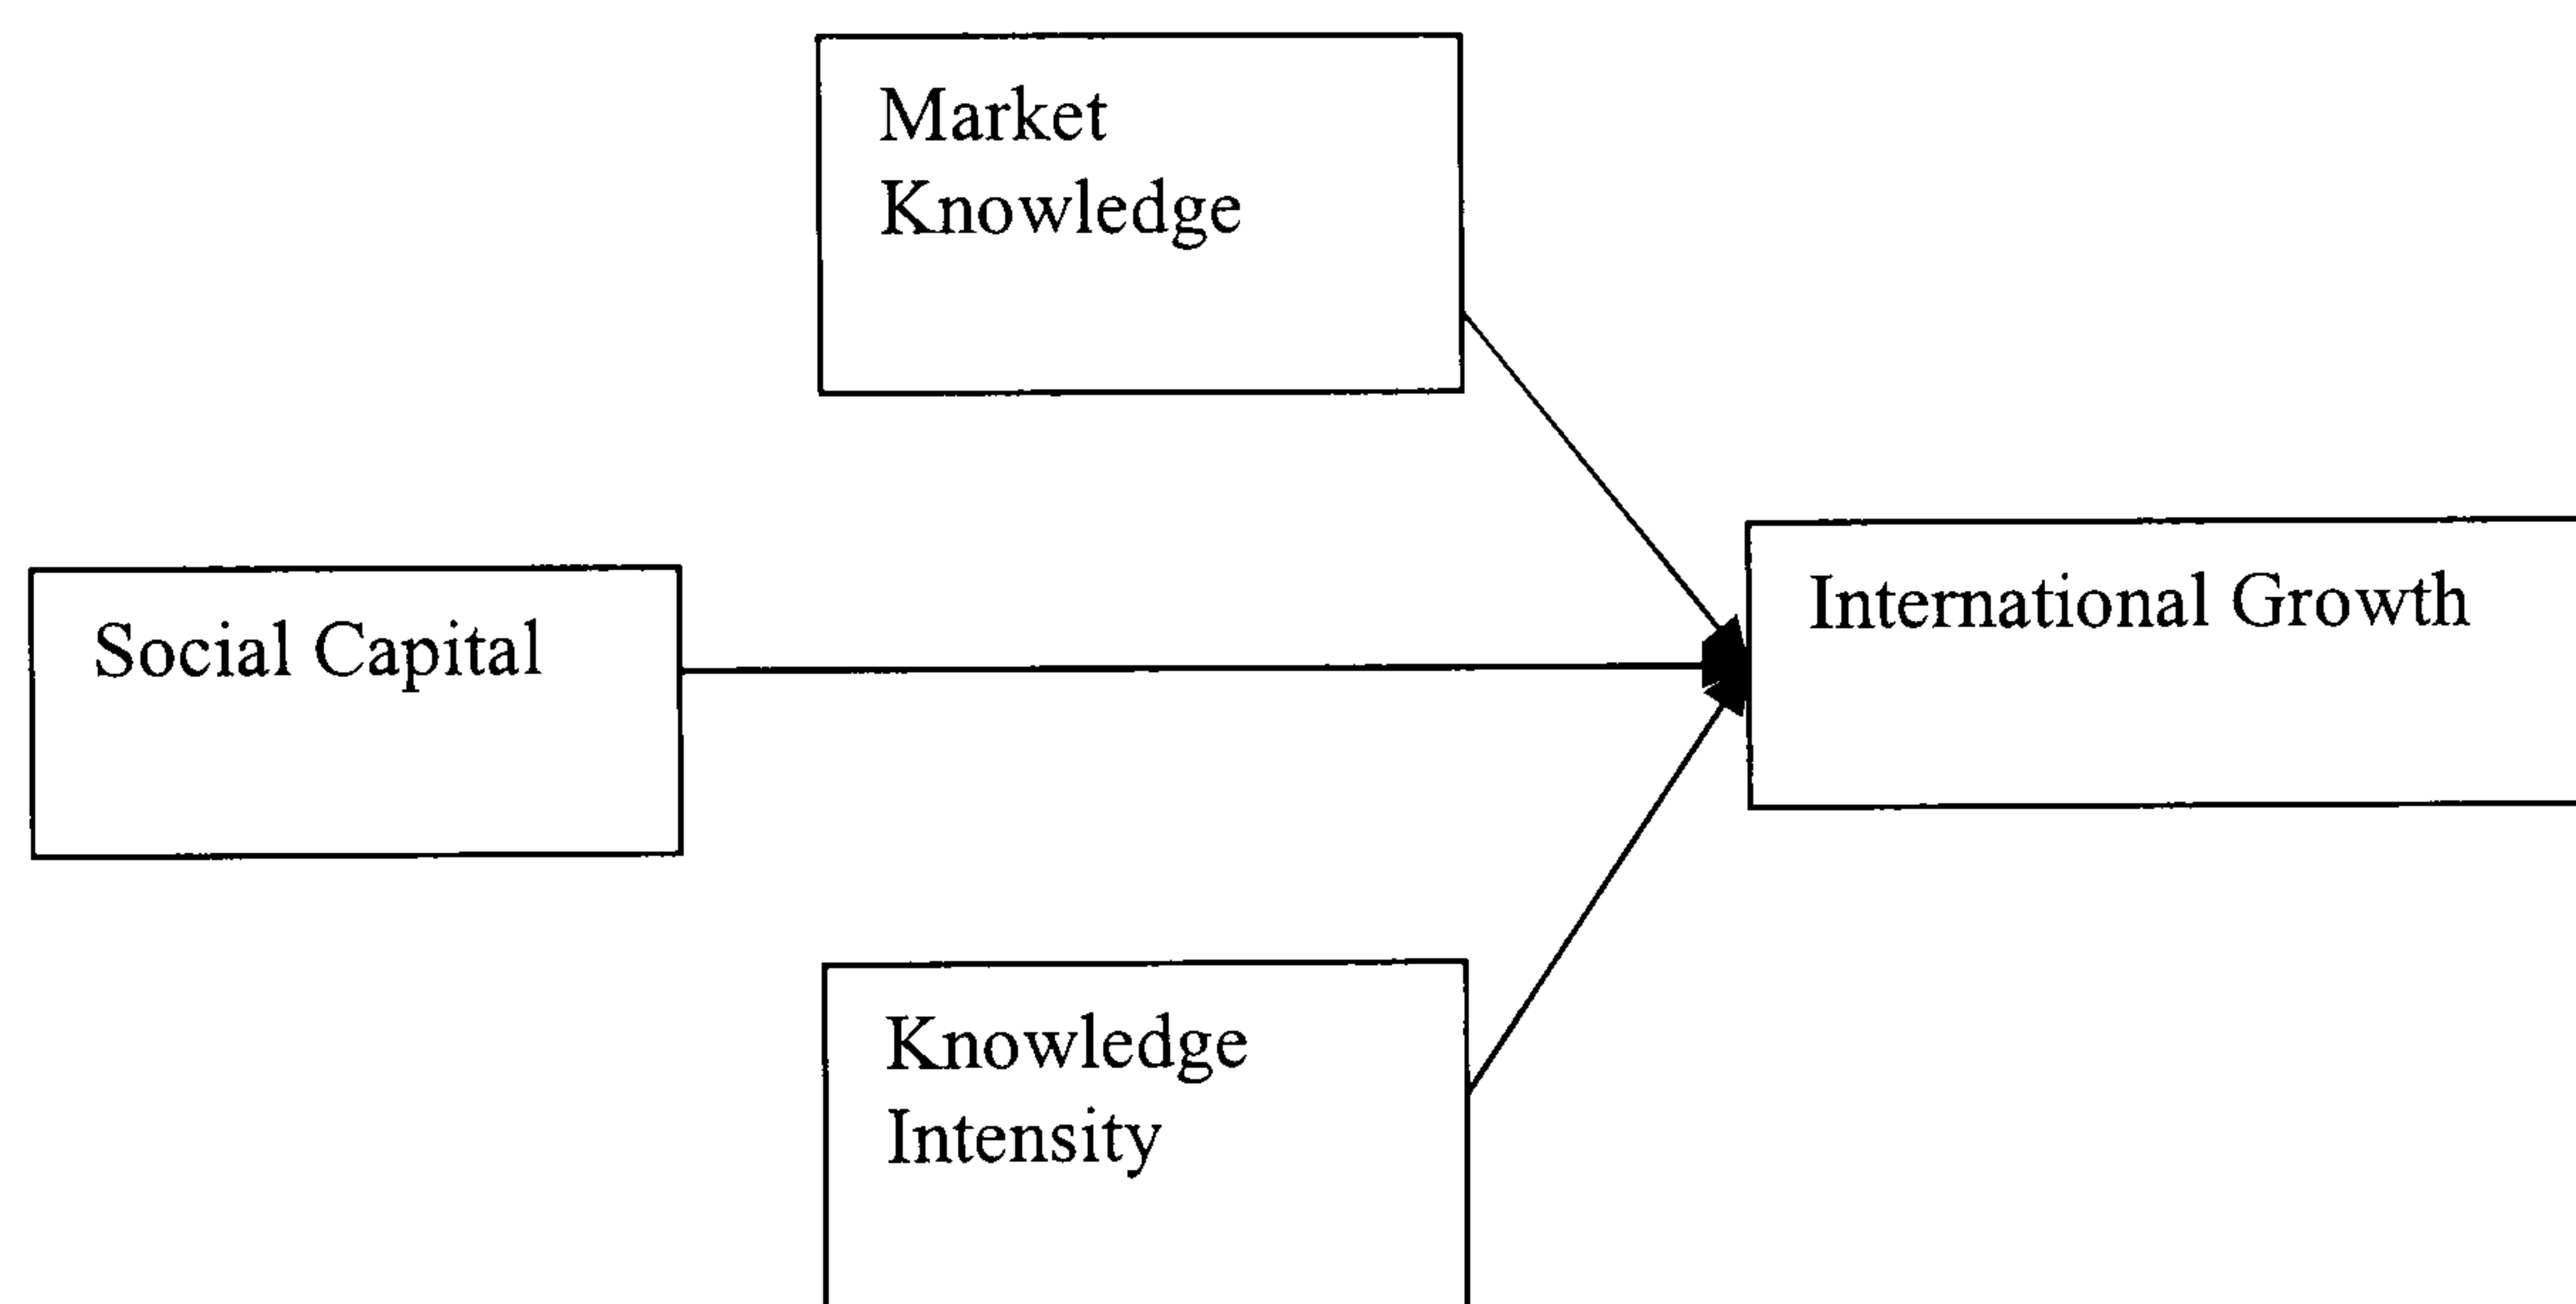 Market
Knowledge
Social Capital
International Growth
Knowledge
Intensity